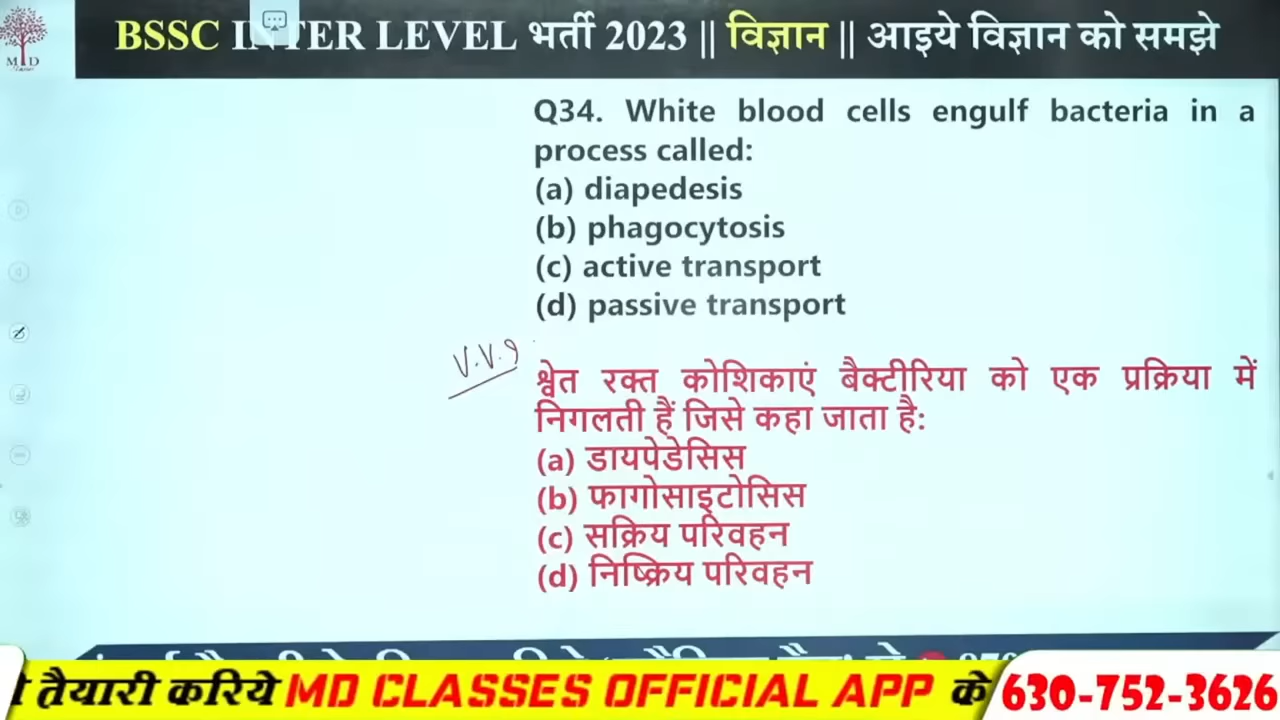 BSSC INTER LEVEL भर्ती 2023 || विज्ञान || आइये विज्ञान को समझे
Q34. White blood cells engulf bacteria in a
process called:
(a) diapedesis
(b) phagocytosis
(c) active transport
(d) passive transport
V.V.9
श्वेत रक्त कोशिकाएं बैक्टीरिया को एक प्रक्रिया में
निगलती हैं जिसे कहा जाता है:
(a) डायपेडेसिस
(b) फागोसाइटोसिस
(c) सक्रिय परिवहन
(d) निष्क्रिय परिवहन
तैयारी करिये MD CLASSES OFFICIAL APP के 630-752-3626